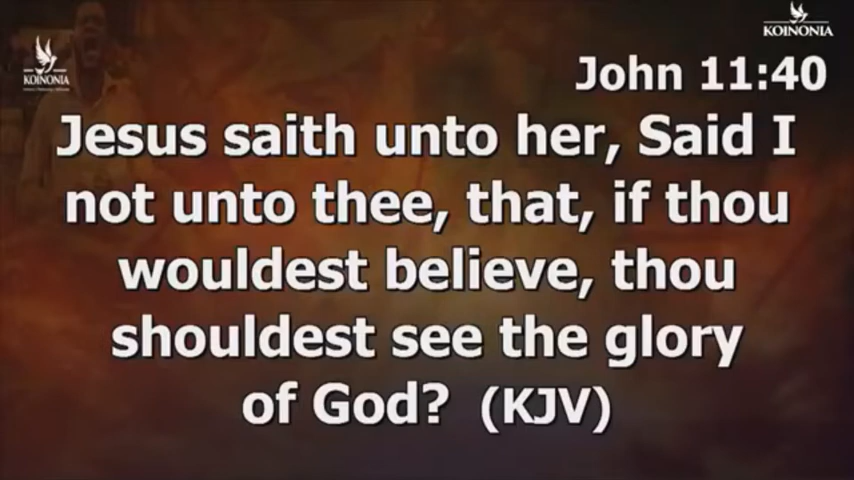 KOINONIA
KOINONIA
John 11:40
Jesus saith unto her, Said I
not unto thee, that, if thou
wouldest believe, thou
shouldest see the glory
of God? (KJV)